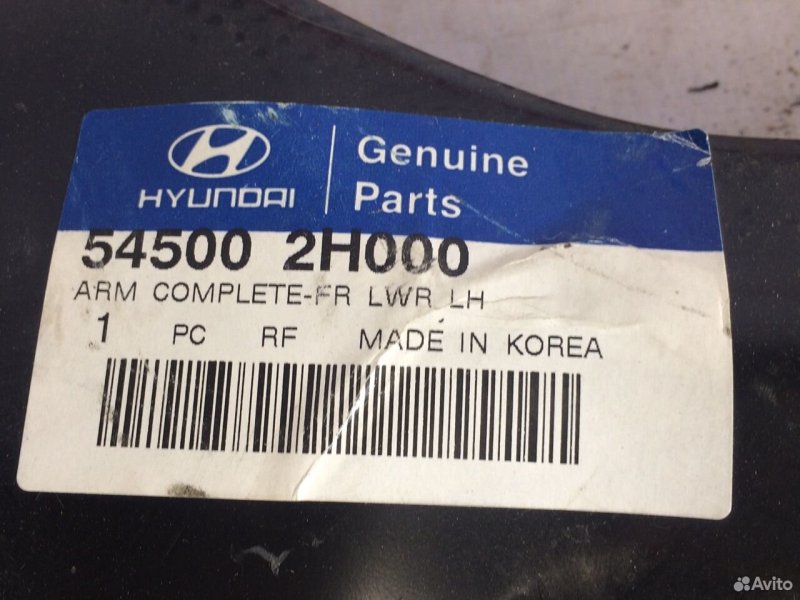 HYUNDAI
Genuine
Parts
54500 2H000
ARM COMPLETE-FR LWR LH
1 PC RF MADE IN KOREA
Avito